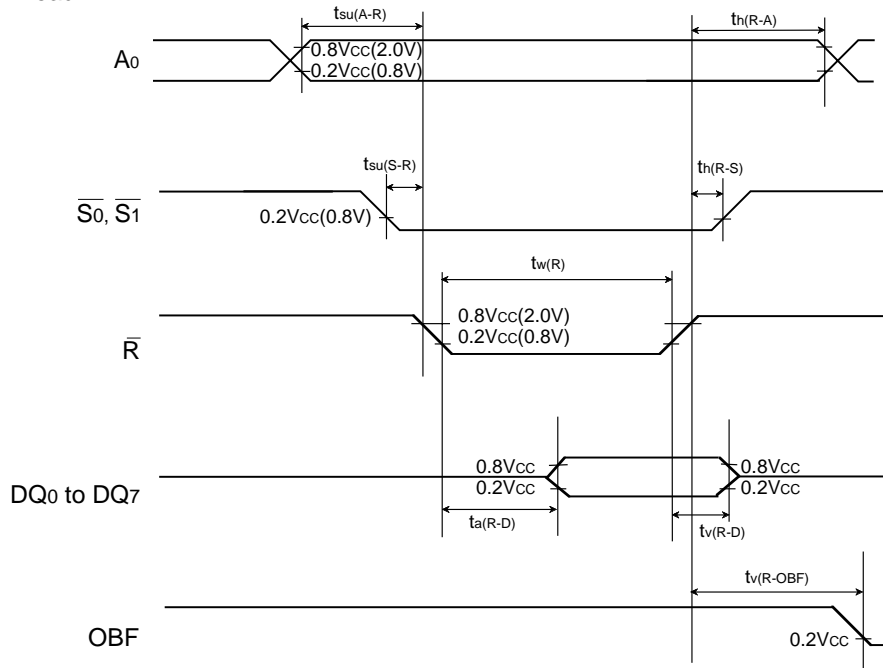 tsu(A-R)
th(R-A)
A0
0.8VCC(2.0V)
0.2VCC(0.8V)
tsu(S-R)
th(R-S)
S0, S1
0.2VCC(0.8V)
tw(R)
R
0.8VCC(2.0V)
0.2VCC(0.8V)
DQ0 to DQ7
0.8VCC
0.2VCC
0.8VCC
0.2VCC
ta(R-D)
tv(R-D)
tv(R-OBF)
OBF
0.2VCC